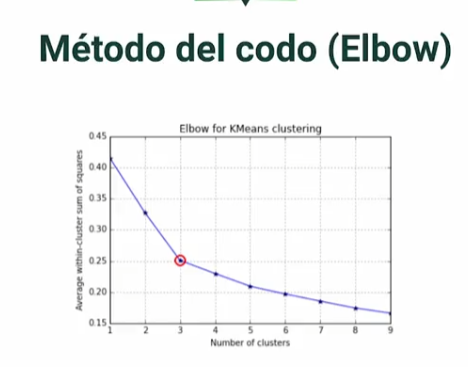 Método del codo (Elbow)
Elbow for KMeans clustering
Average within-cluster sum of squares
0.45
0.40
0.35
0.30
0.25
0.20
0.15
1 2 3 4 5 6 7 8 9
Number of clusters